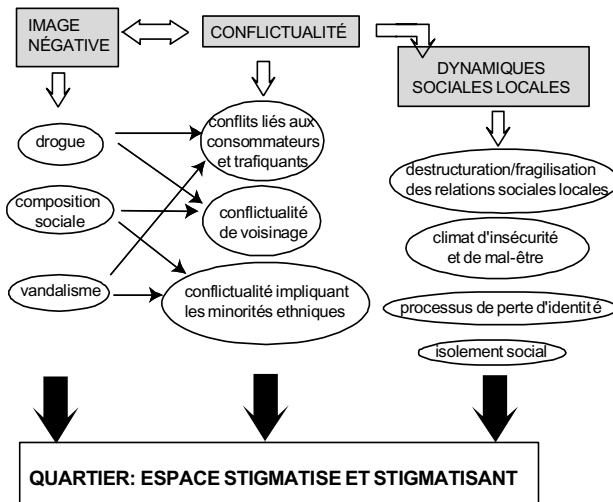 IMAGE
NÉGATIVE
CONFLICTUALITÉ
DYNAMIQUES
SOCIALES LOCALES
drogue
composition
sociale
vandalisme
conflits liés aux
consommateurs
et trafiquants
conflictualité
de voisinage
conflictualité impliquant
les minorités ethniques
destructuration/fragilisation
des relations sociales locales
climat d'insécurité
et de mal-être
processus de perte d'identité
isolement social
QUARTIER: ESPACE STIGMATISE ET STIGMATISANT